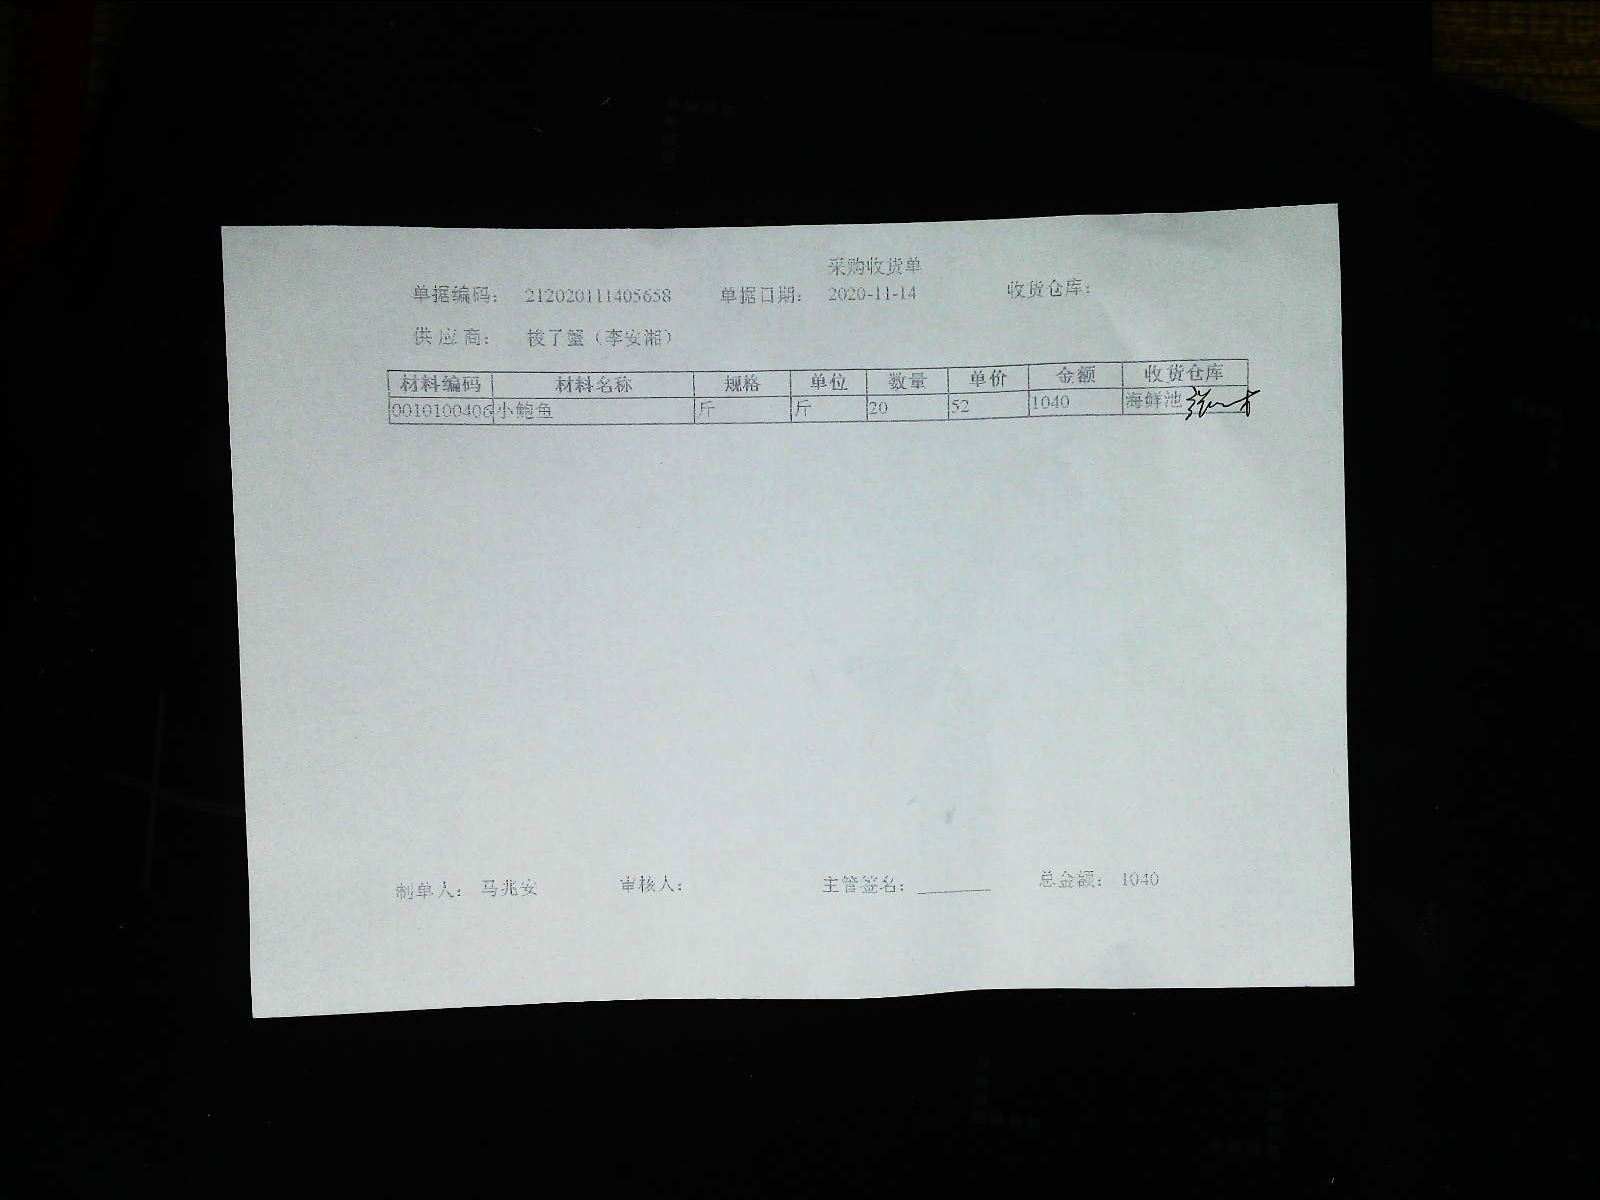 采购收货单
单据编码： 212020111405658 单据日期： 2020-11-14 收货仓库：
供 应 商： 梭子蟹（李安湘）
材料编码 材料名称 规格 单位 数量 单价 金额 收货仓库
0010100406 小鲍鱼 斤 斤 20 52 1040 海鲜池
制单人： 马兆安 审核人： 主管签名：________ 总金额： 1040